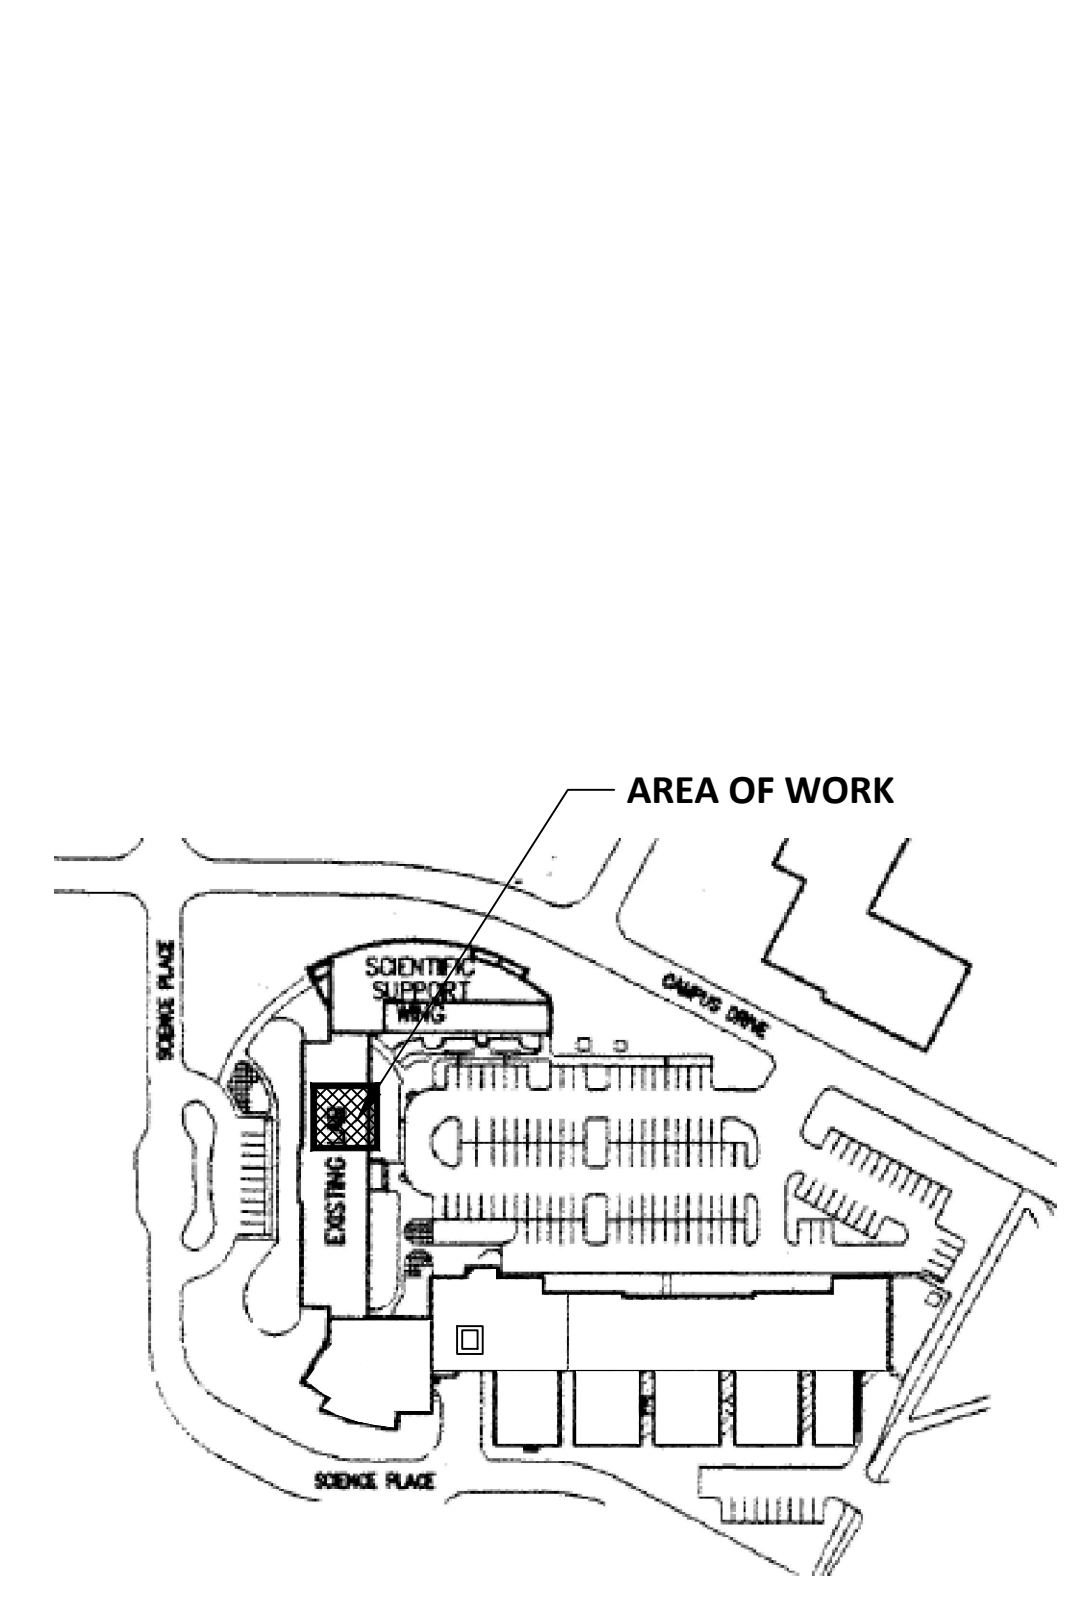 AREA OF WORK
SCIENTIFIC
SUPPORT
WING
SCIENCE PLACE
CAMPUS DRIVE
EXISTING
SCIENCE PLACE